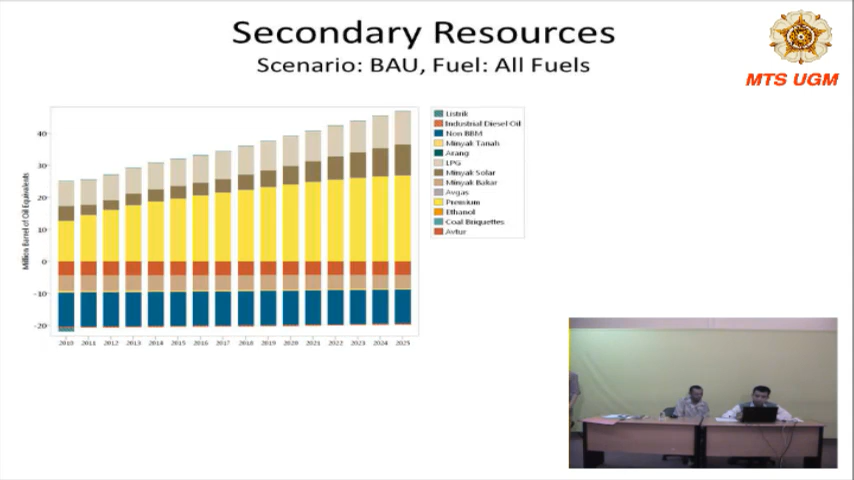 Secondary Resources
Scenario: BAU, Fuel: All Fuels
MTS UGM
Million Barrel of Oil Equivalents
40
30
20
10
0
-10
-20
2010 2011 2012 2013 2014 2015 2016 2017 2018 2019 2020 2021 2022 2023 2024 2025
Listrik
Industrial Diesel Oil
Non BBM
Minyak Tanah
Arang
LPG
Minyak Solar
Minyak Bakar
Avgas
Premium
Ethanol
Coal Briquettes
Avtur